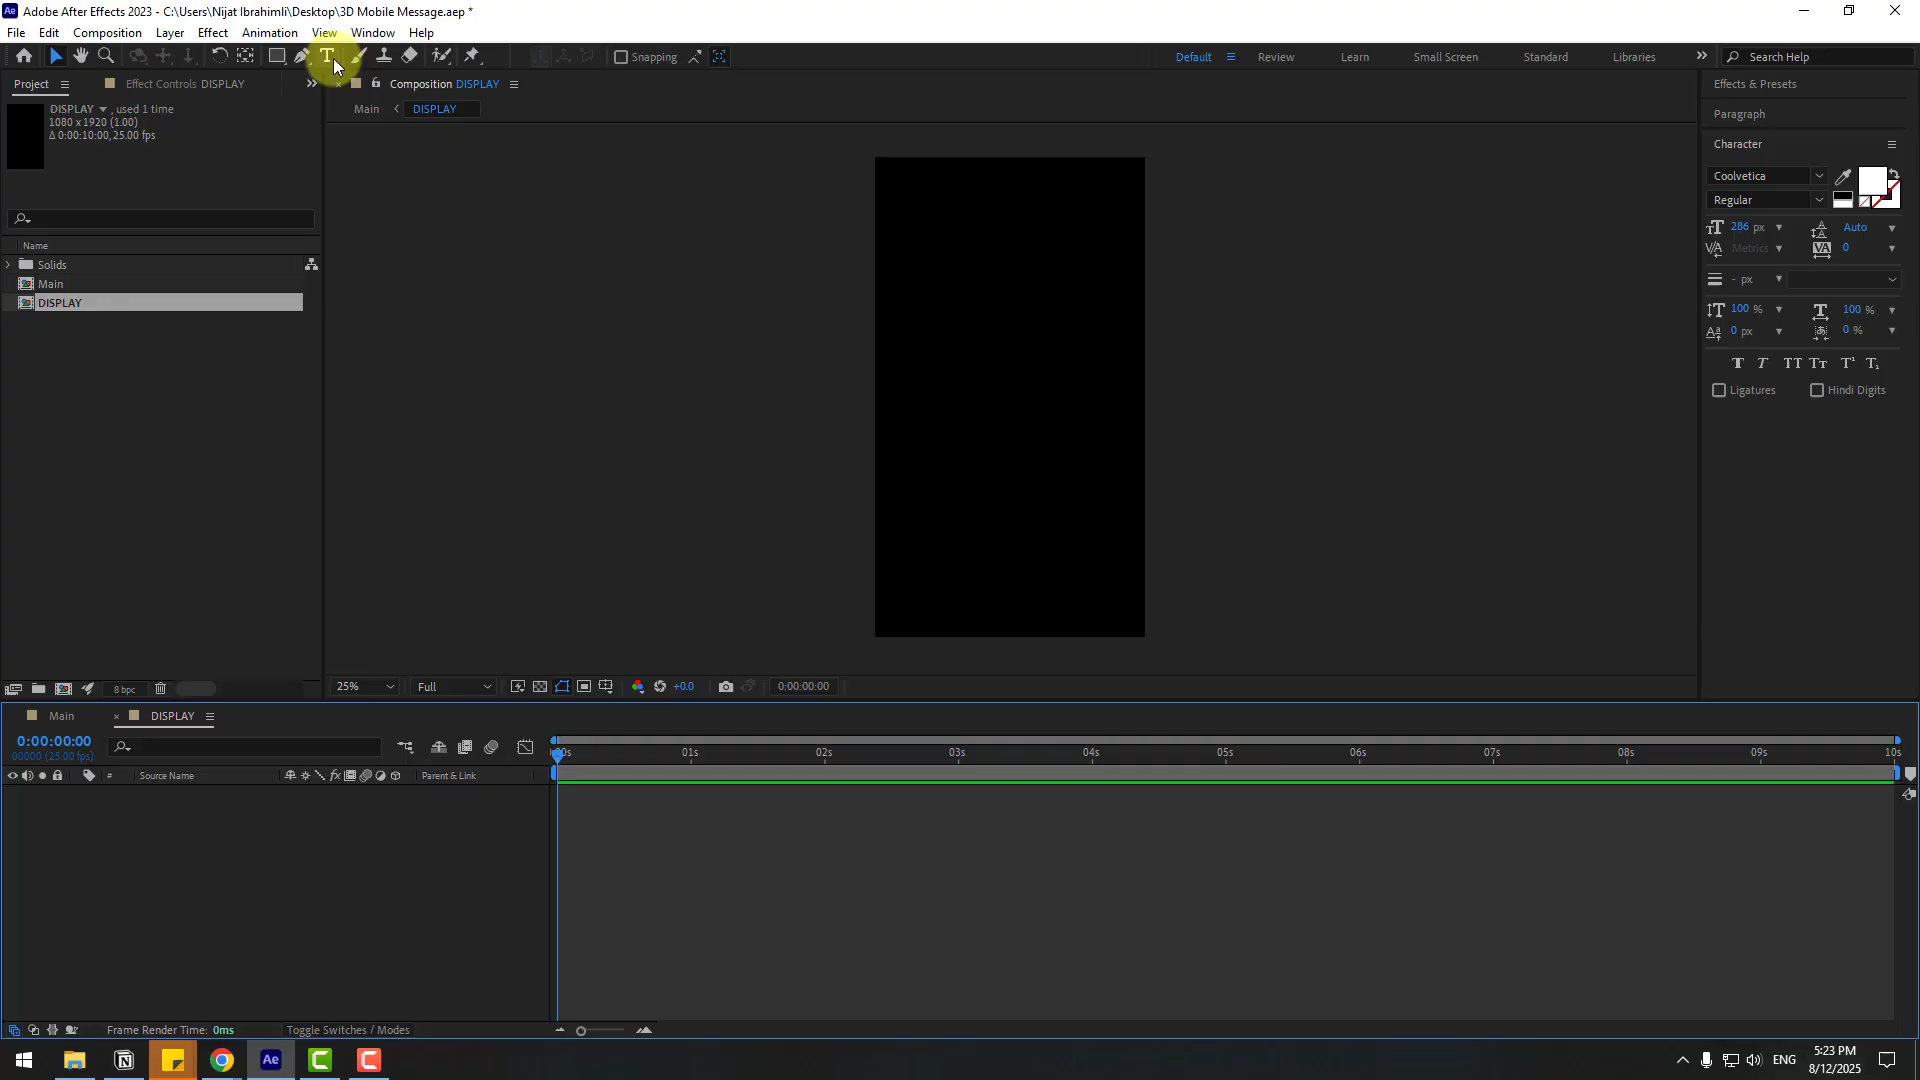 Adobe After Effects 2023 - C:\Users\Nijat Ibrahimli\Desktop\3D Mobile Message.aep *
File Edit Composition Layer Effect Animation View Window Help
Snapping
Default Review Learn Small Screen Standard Libraries Search Help
Project Effect Controls DISPLAY
Composition DISPLAY
Main DISPLAY
DISPLAY , used 1 time
1080 x 1920 (1.00)
Δ 0:00:10:00, 25.00 fps
Name
Solids
Main
DISPLAY
8 bpc
25% Full +0.0 0:00:00:00
Effects & Presets
Paragraph
Character
Coolvetica
Regular
286 px Auto
Metrics 0
- px
100 % 100 %
0 px 0 %
Ligatures Hindi Digits
Main DISPLAY
0:00:00:00
00000 (25.00 fps)
# Source Name Parent & Link
:00s 01s 02s 03s 04s 05s 06s 07s 08s 09s 10s
Frame Render Time: 0ms Toggle Switches / Modes
ENG
5:23 PM
8/12/2025